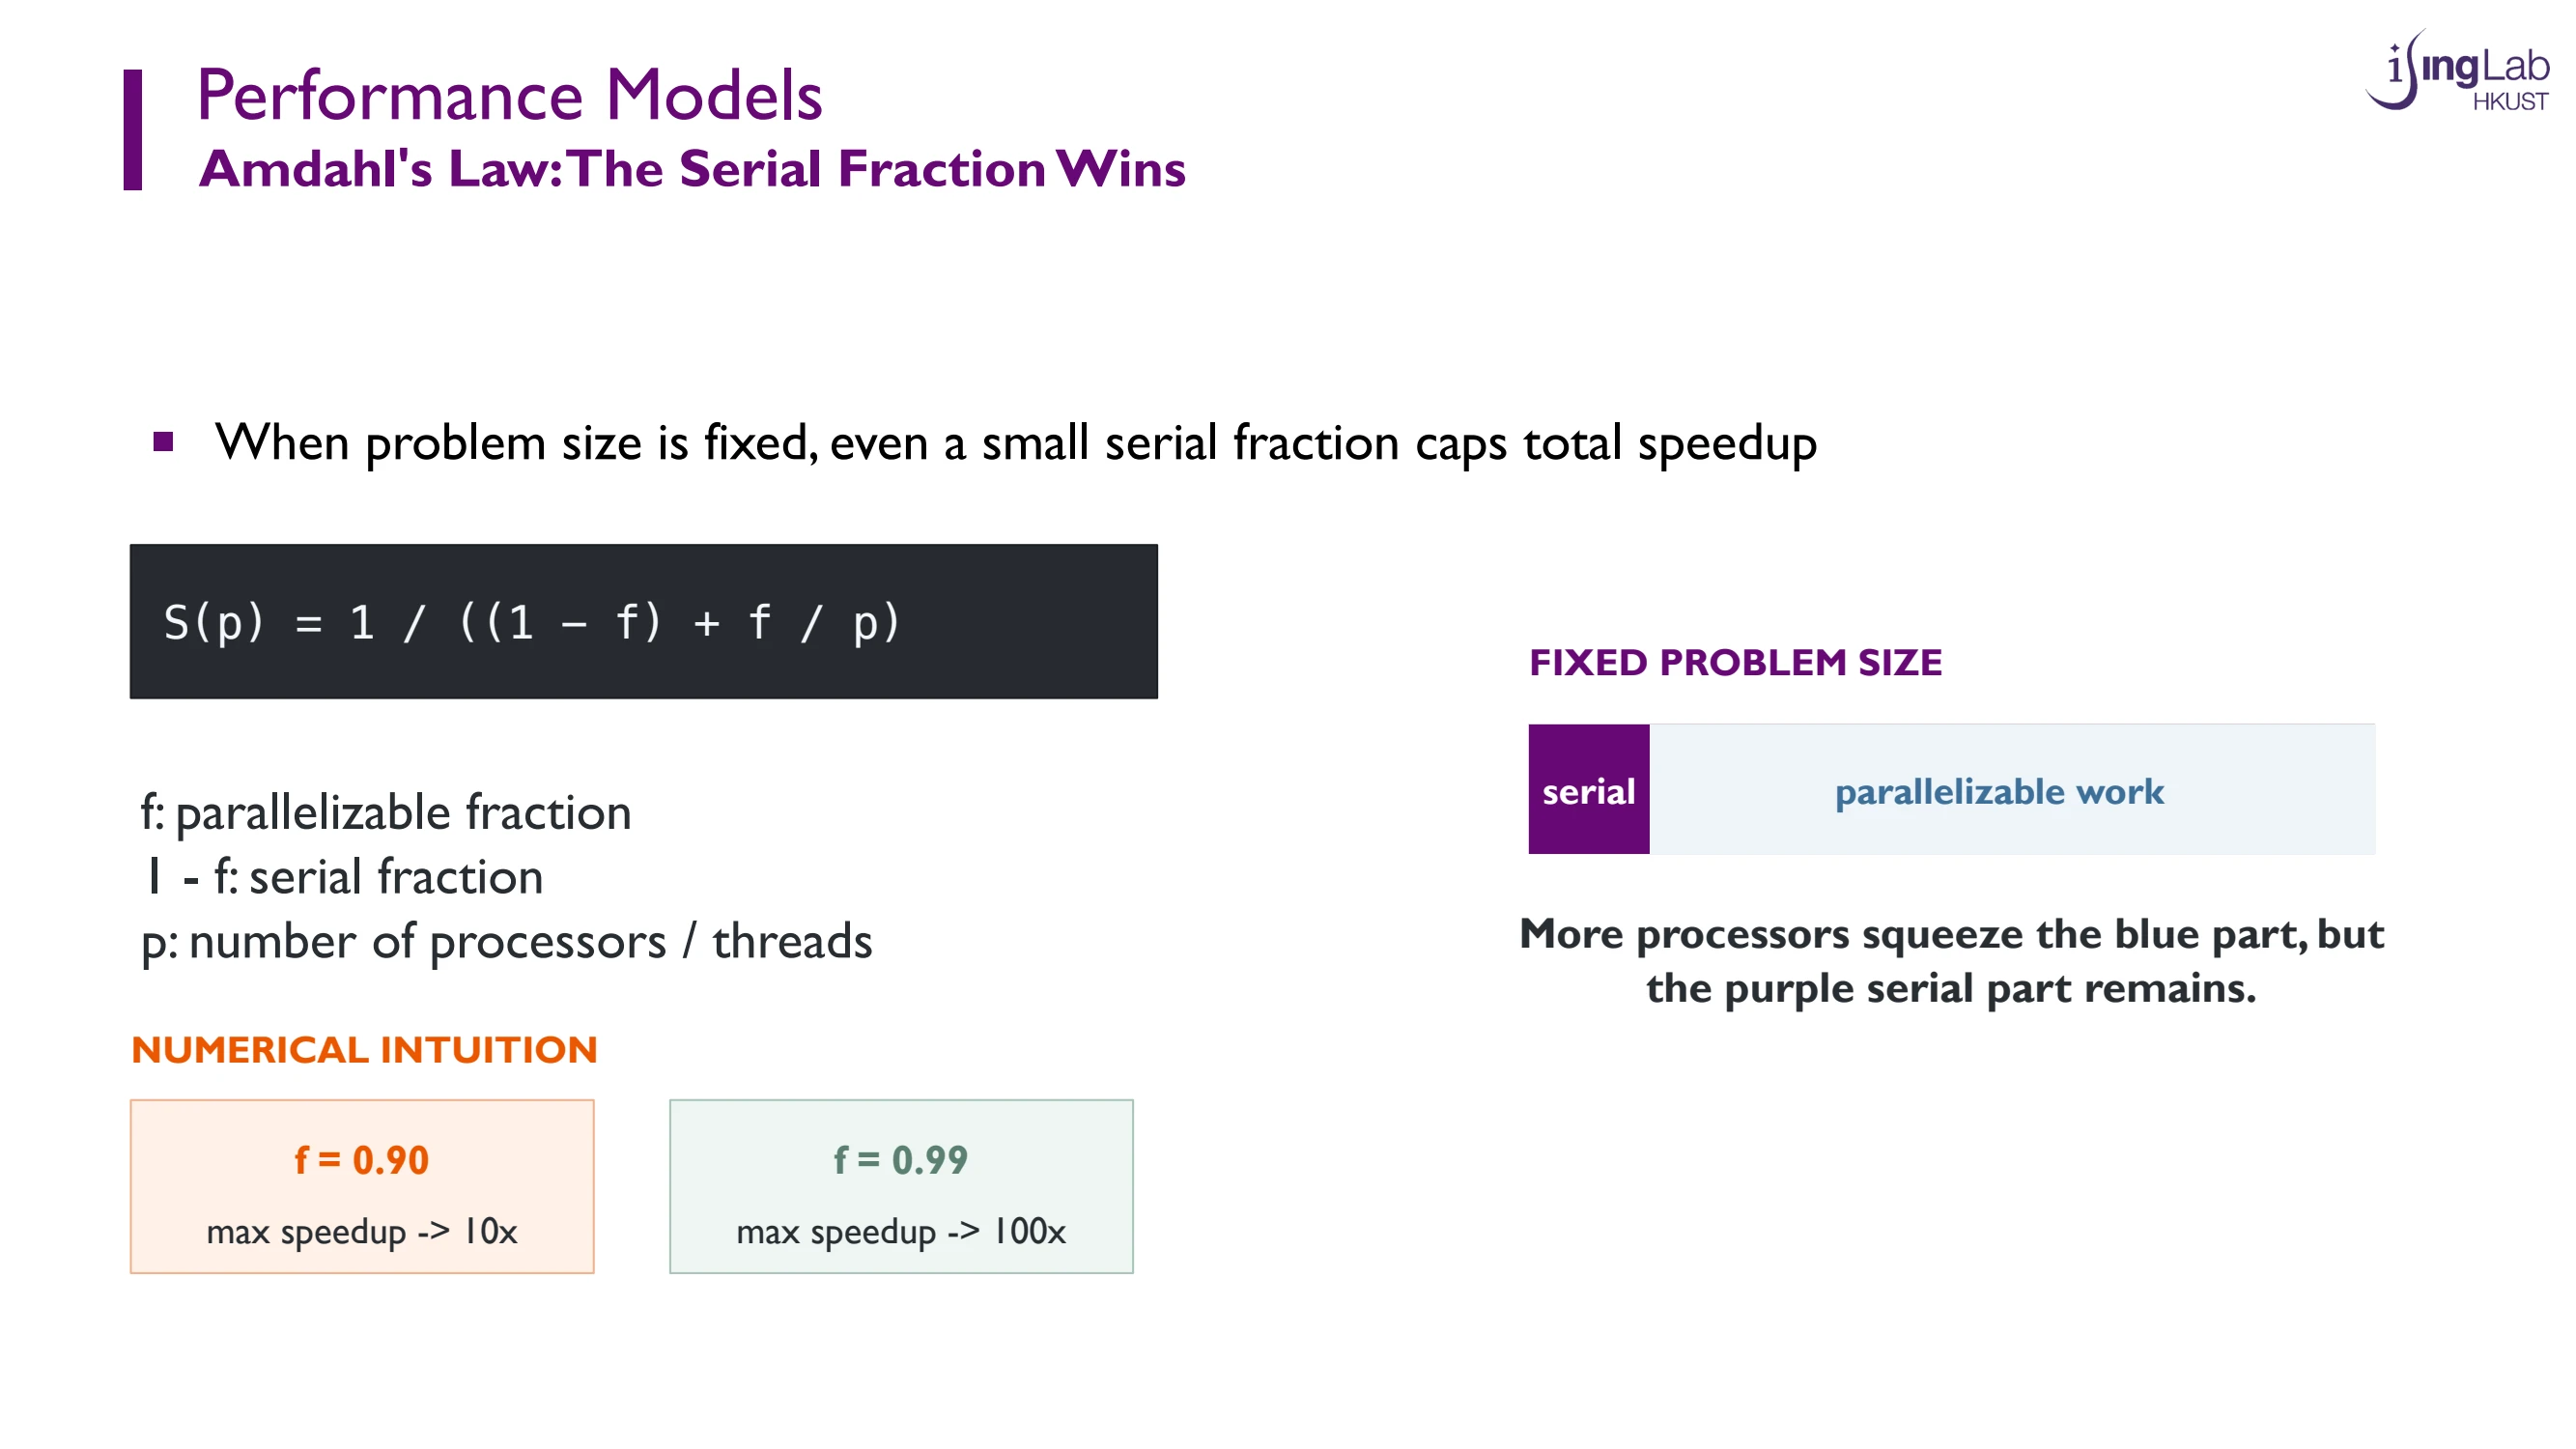 Performance Models
Amdahl's Law: The Serial Fraction Wins
isingLab
HKUST
▪ When problem size is fixed, even a small serial fraction caps total speedup
S(p) = 1 / ((1 − f) + f / p)
f: parallelizable fraction
1 - f: serial fraction
p: number of processors / threads
NUMERICAL INTUITION
f = 0.90
max speedup -> 10x
f = 0.99
max speedup -> 100x
FIXED PROBLEM SIZE
serial
parallelizable work
More processors squeeze the blue part, but
the purple serial part remains.